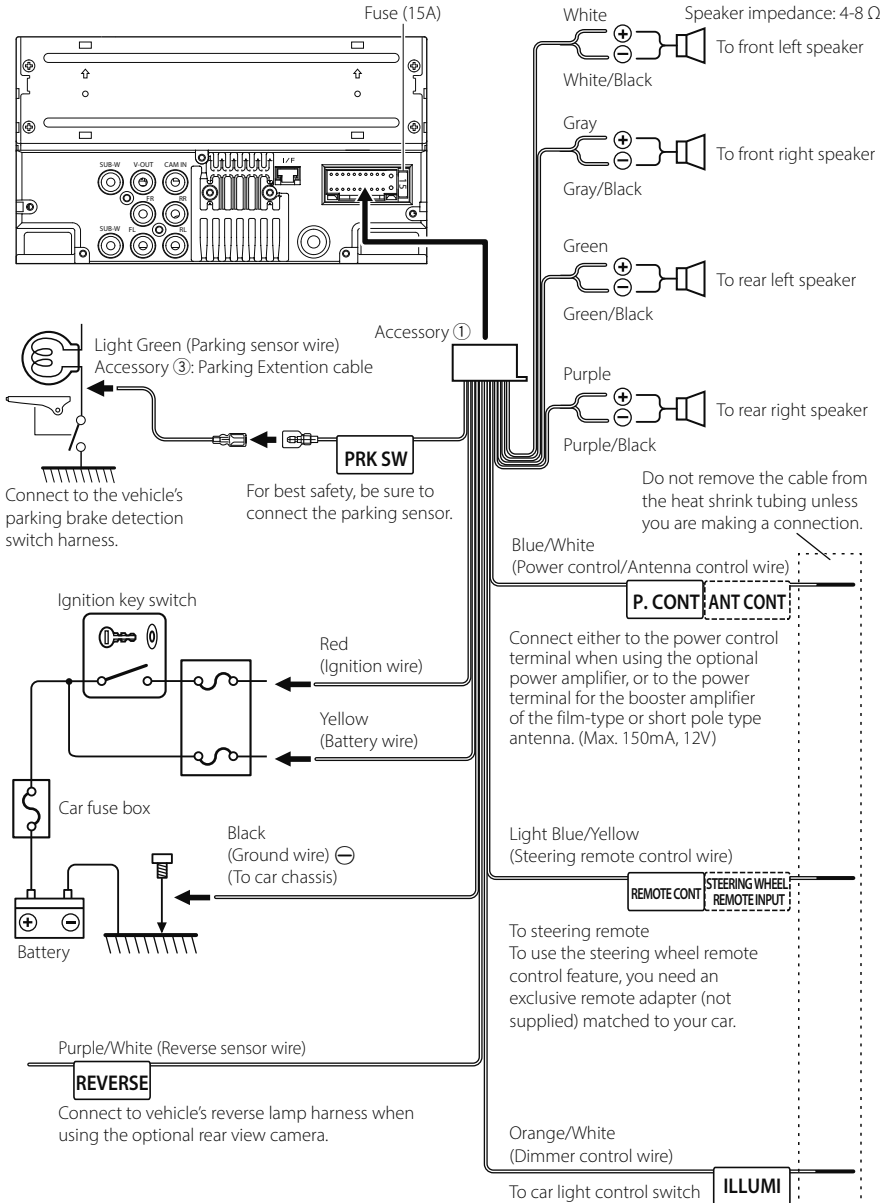 Fuse (15A)
SUB-W V-OUT CAM IN I/F
FR RR
SUB-W FL RL
15
Speaker impedance: 4-8 Ω
White
To front left speaker
White/Black
Gray
To front right speaker
Gray/Black
Green
To rear left speaker
Green/Black
Purple
To rear right speaker
Purple/Black
Accessory ①
Light Green (Parking sensor wire)
Accessory ③: Parking Extention cable
PRK SW
Connect to the vehicle's
parking brake detection
switch harness.
For best safety, be sure to
connect the parking sensor.
Do not remove the cable from
the heat shrink tubing unless
you are making a connection.
Blue/White
(Power control/Antenna control wire)
P. CONT ANT CONT
Connect either to the power control
terminal when using the optional
power amplifier, or to the power
terminal for the booster amplifier
of the film-type or short pole type
antenna. (Max. 150mA, 12V)
Ignition key switch
Red
(Ignition wire)
Yellow
(Battery wire)
Car fuse box
Black
(Ground wire) ⊖
(To car chassis)
Battery
Light Blue/Yellow
(Steering remote control wire)
REMOTE CONT STEERING WHEEL
REMOTE INPUT
To steering remote
To use the steering wheel remote
control feature, you need an
exclusive remote adapter (not
supplied) matched to your car.
Purple/White (Reverse sensor wire)
REVERSE
Connect to vehicle's reverse lamp harness when
using the optional rear view camera.
Orange/White
(Dimmer control wire)
To car light control switch ILLUMI